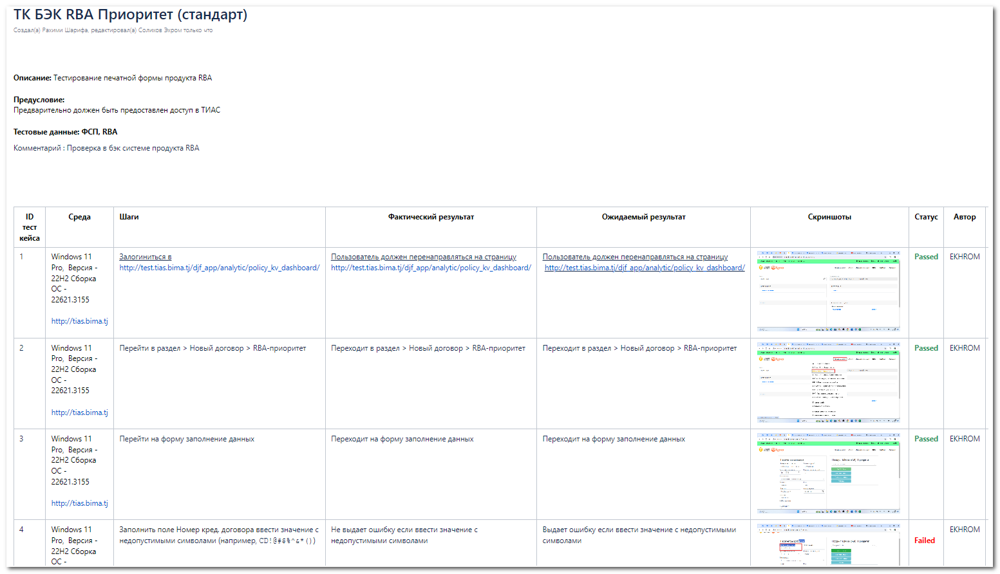 ТК БЭК RBA Приоритет (стандарт)
Создал(а) Рахими Шарифа, редактировал(а) Солихов Эхром только что
Описание: Тестирование печатной формы продукта RBA
Предусловие:
Предварительно должен быть предоставлен доступ в ТИАС
Тестовые данные: ФСП, RBA
Комментарий : Проверка в бэк системе продукта RBA
ID
тест
кейса
Среда
Шаги
Фактический результат
Ожидаемый результат
Скриншоты
Статус
Автор
1
Windows 11
Pro, Версия -
22H2 Сборка
ОС -
22621.3155
http://tias.bima.tj
Залогиниться в
http://test.tias.bima.tj/djf_app/analytic/policy_kv_dashboard/
Пользователь должен перенаправляться на страницу
http://test.tias.bima.tj/djf_app/analytic/policy_kv_dashboard/
Пользователь должен перенаправляться на страницу
http://test.tias.bima.tj/djf_app/analytic/policy_kv_dashboard/
Passed
EKHROM
2
Windows 11
Pro, Версия -
22H2 Сборка
ОС -
22621.3155
http://tias.bima.tj
Перейти в раздел > Новый договор > RBA-приоритет
Переходит в раздел > Новый договор > RBA-приоритет
Переходит в раздел > Новый договор > RBA-приоритет
Passed
EKHROM
3
Windows 11
Pro, Версия -
22H2 Сборка
ОС -
22621.3155
http://tias.bima.tj
Перейти на форму заполнение данных
Переходит на форму заполнение данных
Переходит на форму заполнение данных
Passed
EKHROM
4
Windows 11
Pro, Версия -
22H2 Сборка
ОС -
Заполнить поле Номер кред. договора ввести значение с
недопустимыми символами (например, CD!@#$%^&*())
Не выдает ошибку если ввести значение с
недопустимыми символами
Выдает ошибку если ввести значение с недопустимыми
символами
Failed
EKHROM